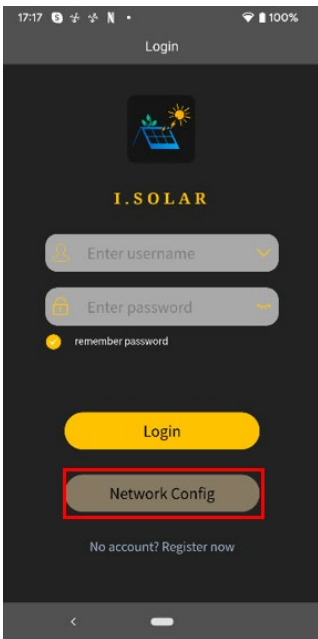 17:17 S N • 100%
Login
I.SOLAR
Enter username
Enter password
remember password
Login
Network Config
No account? Register now